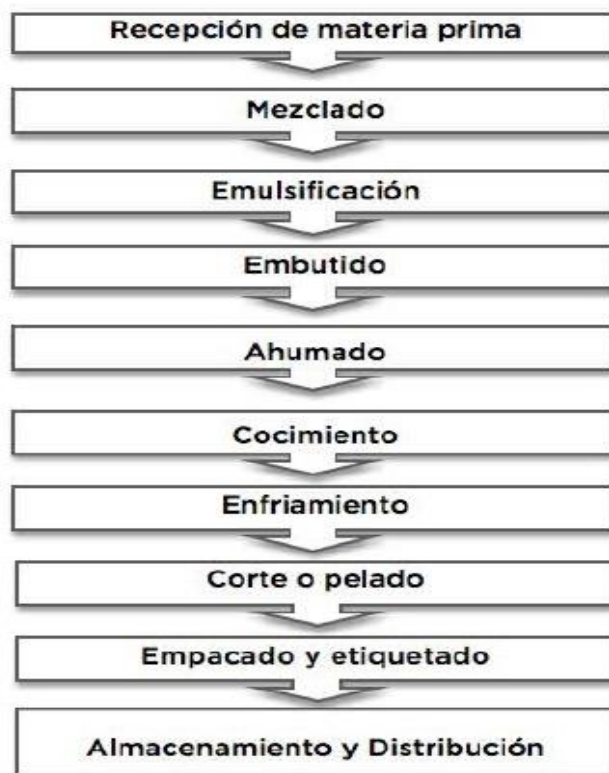 Recepción de materia prima
Mezclado
Emulsificación
Embutido
Ahumado
Cocimiento
Enfriamiento
Corte o pelado
Empacado y etiquetado
Almacenamiento y Distribución